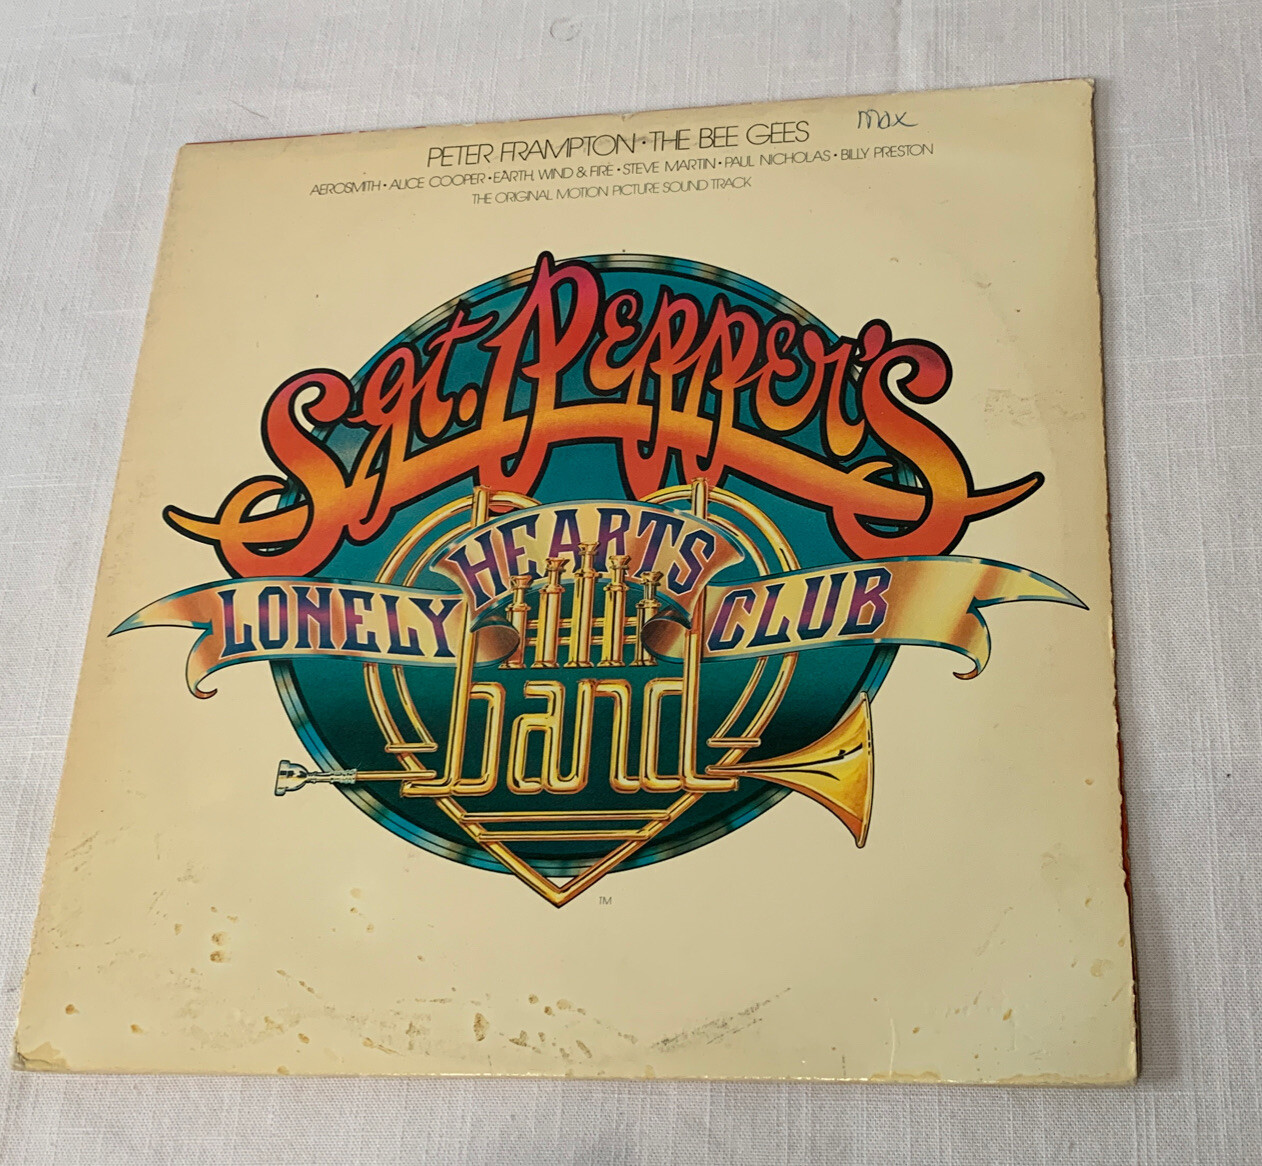 max
PETER FRAMPTON • THE BEE GEES
AEROSMITH • ALICE COOPER • EARTH, WIND & FIRE • STEVE MARTIN • PAUL NICHOLAS • BILLY PRESTON
THE ORIGINAL MOTION PICTURE SOUND TRACK
Sgt. Pepper's
LONELY HEARTS CLUB
band
TM